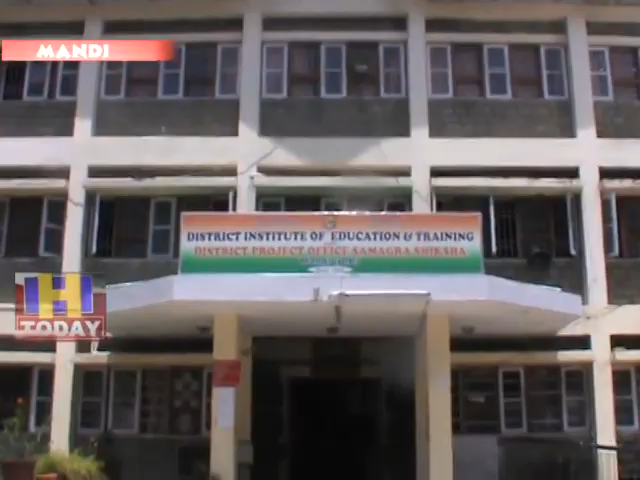 MANDI
DISTRICT INSTITUTE OF EDUCATION & TRAINING
DISTRICT PROJECT OFFICE SAMAGRA SHIKSHA
H
TODAY